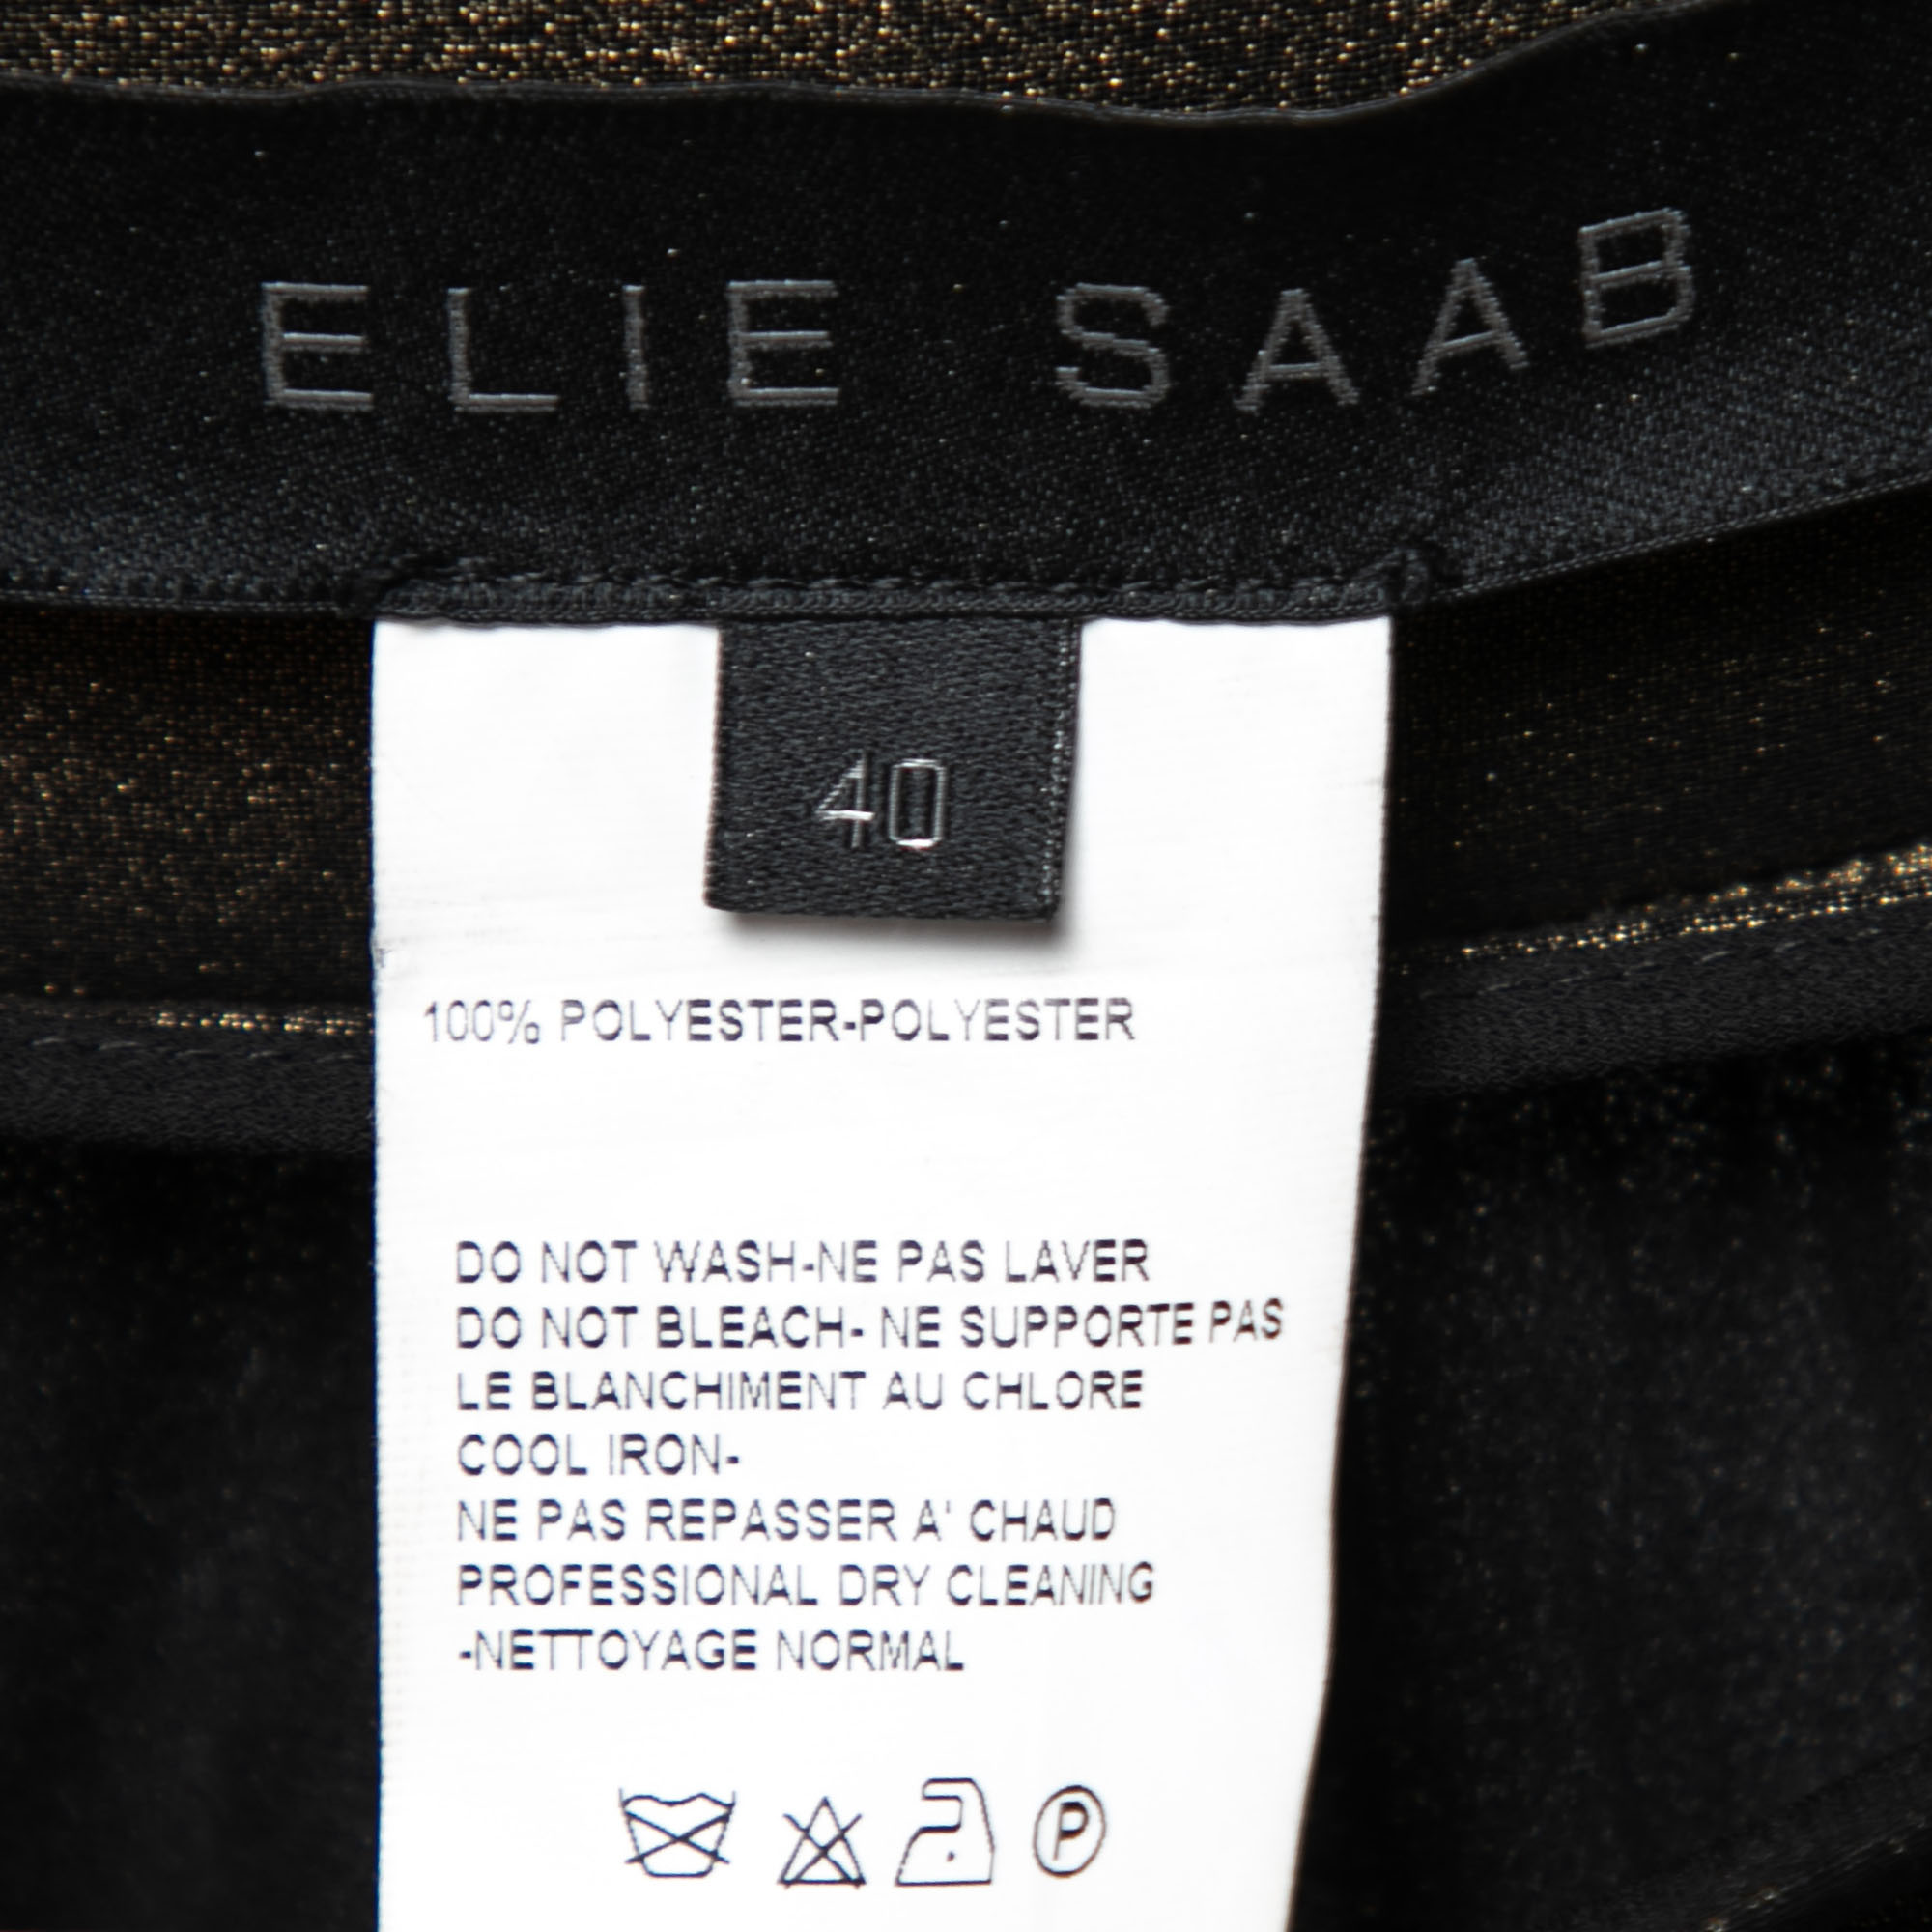 ELIE SAAB
40
100% POLYESTER-POLYESTER
DO NOT WASH-NE PAS LAVER
DO NOT BLEACH- NE SUPPORTE PAS
LE BLANCHIMENT AU CHLORE
COOL IRON-
NE PAS REPASSER A' CHAUD
PROFESSIONAL DRY CLEANING
-NETTOYAGE NORMAL
P